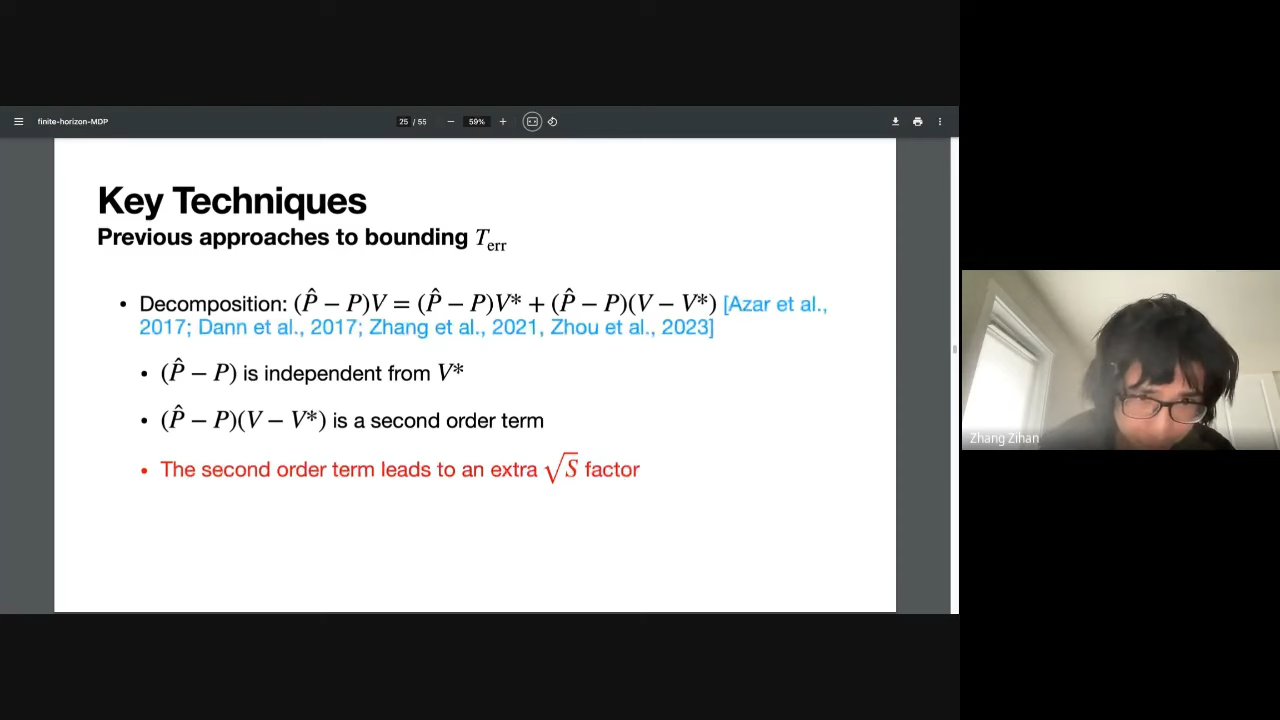 finite-horizon-MDP
25 / 55
59%
Key Techniques
Previous approaches to bounding T_err
• Decomposition: (P̂ − P)V = (P̂ − P)V* + (P̂ − P)(V − V*) [Azar et al.,
2017; Dann et al., 2017; Zhang et al., 2021, Zhou et al., 2023]
• (P̂ − P) is independent from V*
• (P̂ − P)(V − V*) is a second order term
• The second order term leads to an extra √S factor
Zhang Zihan